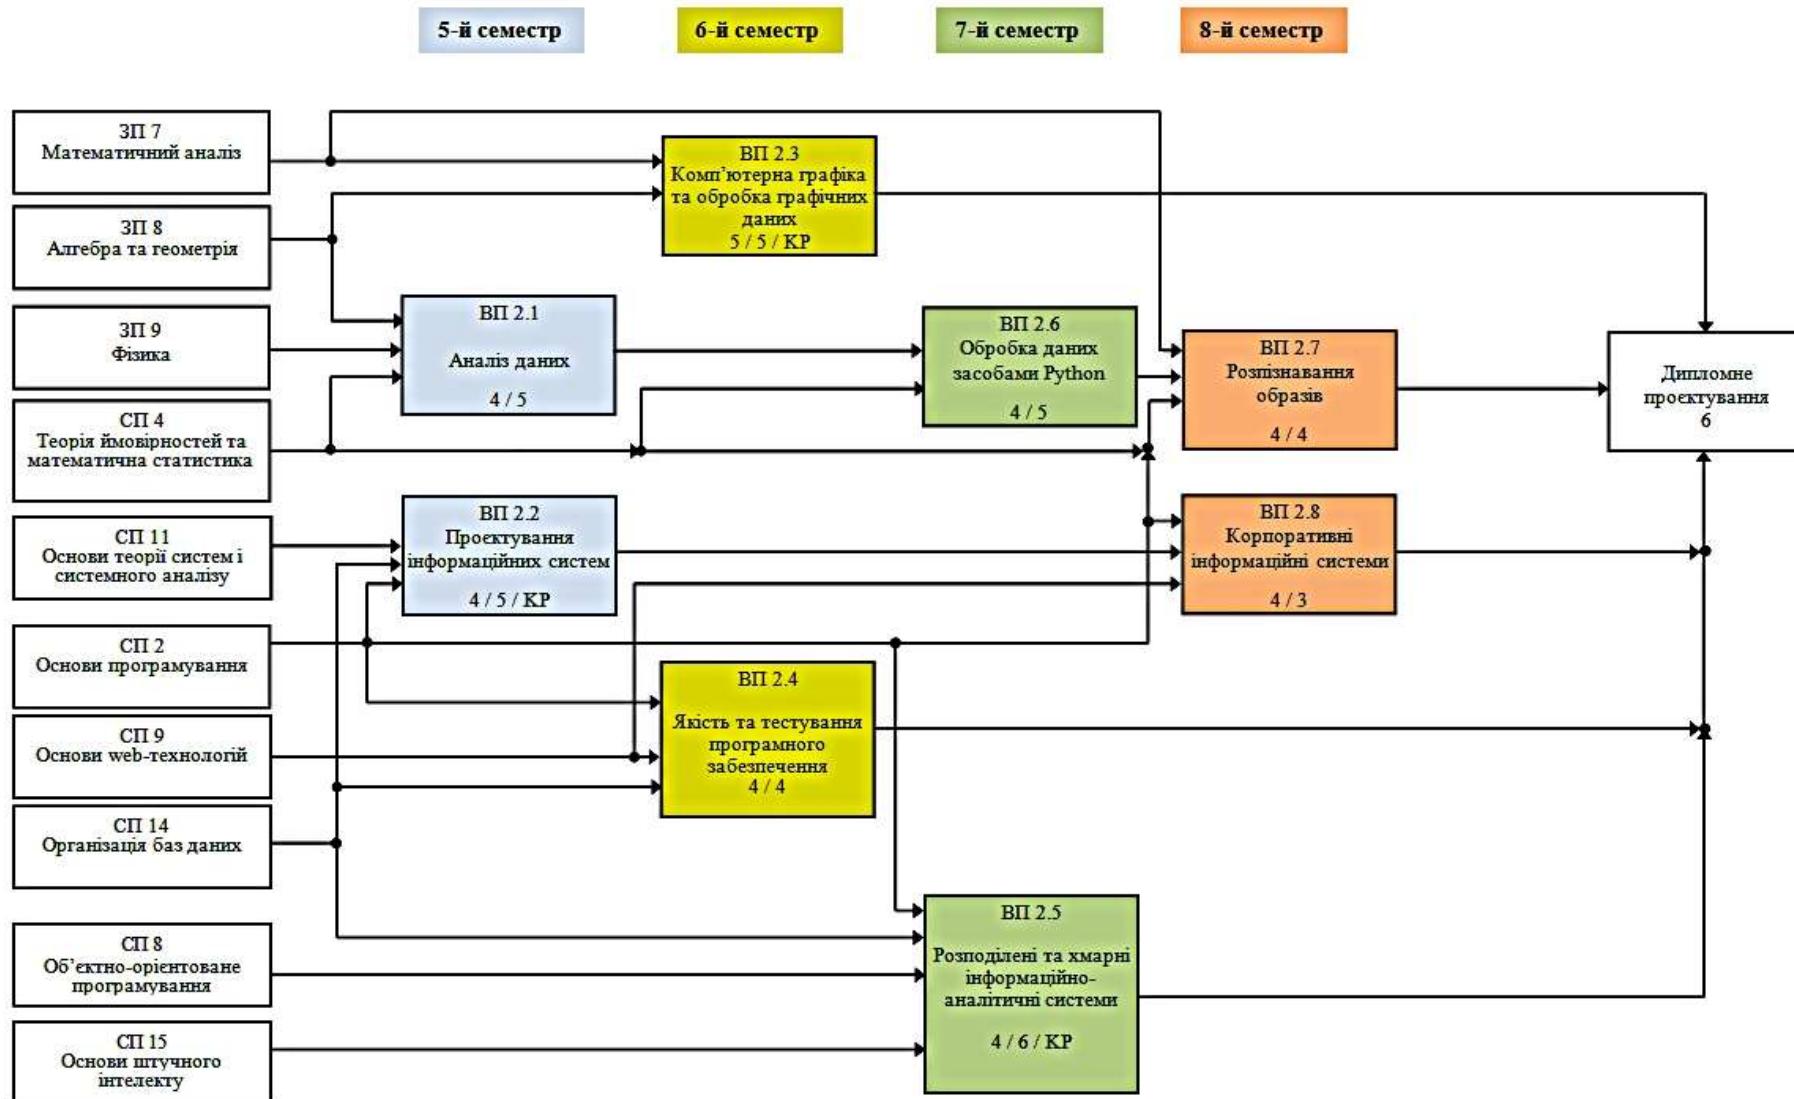 5-й семестр
6-й семестр
7-й семестр
8-й семестр
ЗП 7
Математичний аналіз
ЗП 8
Алгебра та геометрія
ЗП 9
Фізика
СП 4
Теорія ймовірностей та
математична статистика
СП 11
Основи теорії систем і
системного аналізу
СП 2
Основи програмування
СП 9
Основи web-технологій
СП 14
Організація баз даних
СП 8
Об’єктно-орієнтоване
програмування
СП 15
Основи штучного
інтелекту
ВП 2.1
Аналіз даних
4 / 5
ВП 2.2
Проєктування
інформаційних систем
4 / 5 / КР
ВП 2.3
Комп’ютерна графіка
та обробка графічних
даних
5 / 5 / КР
ВП 2.4
Якість та тестування
програмного
забезпечення
4 / 4
ВП 2.6
Обробка даних
засобами Python
4 / 5
ВП 2.5
Розподілені та хмарні
інформаційно-
аналітичні системи
4 / 6 / КР
ВП 2.7
Розпізнавання
образів
4 / 4
ВП 2.8
Корпоративні
інформаційні системи
4 / 3
Дипломне
проєктування
6